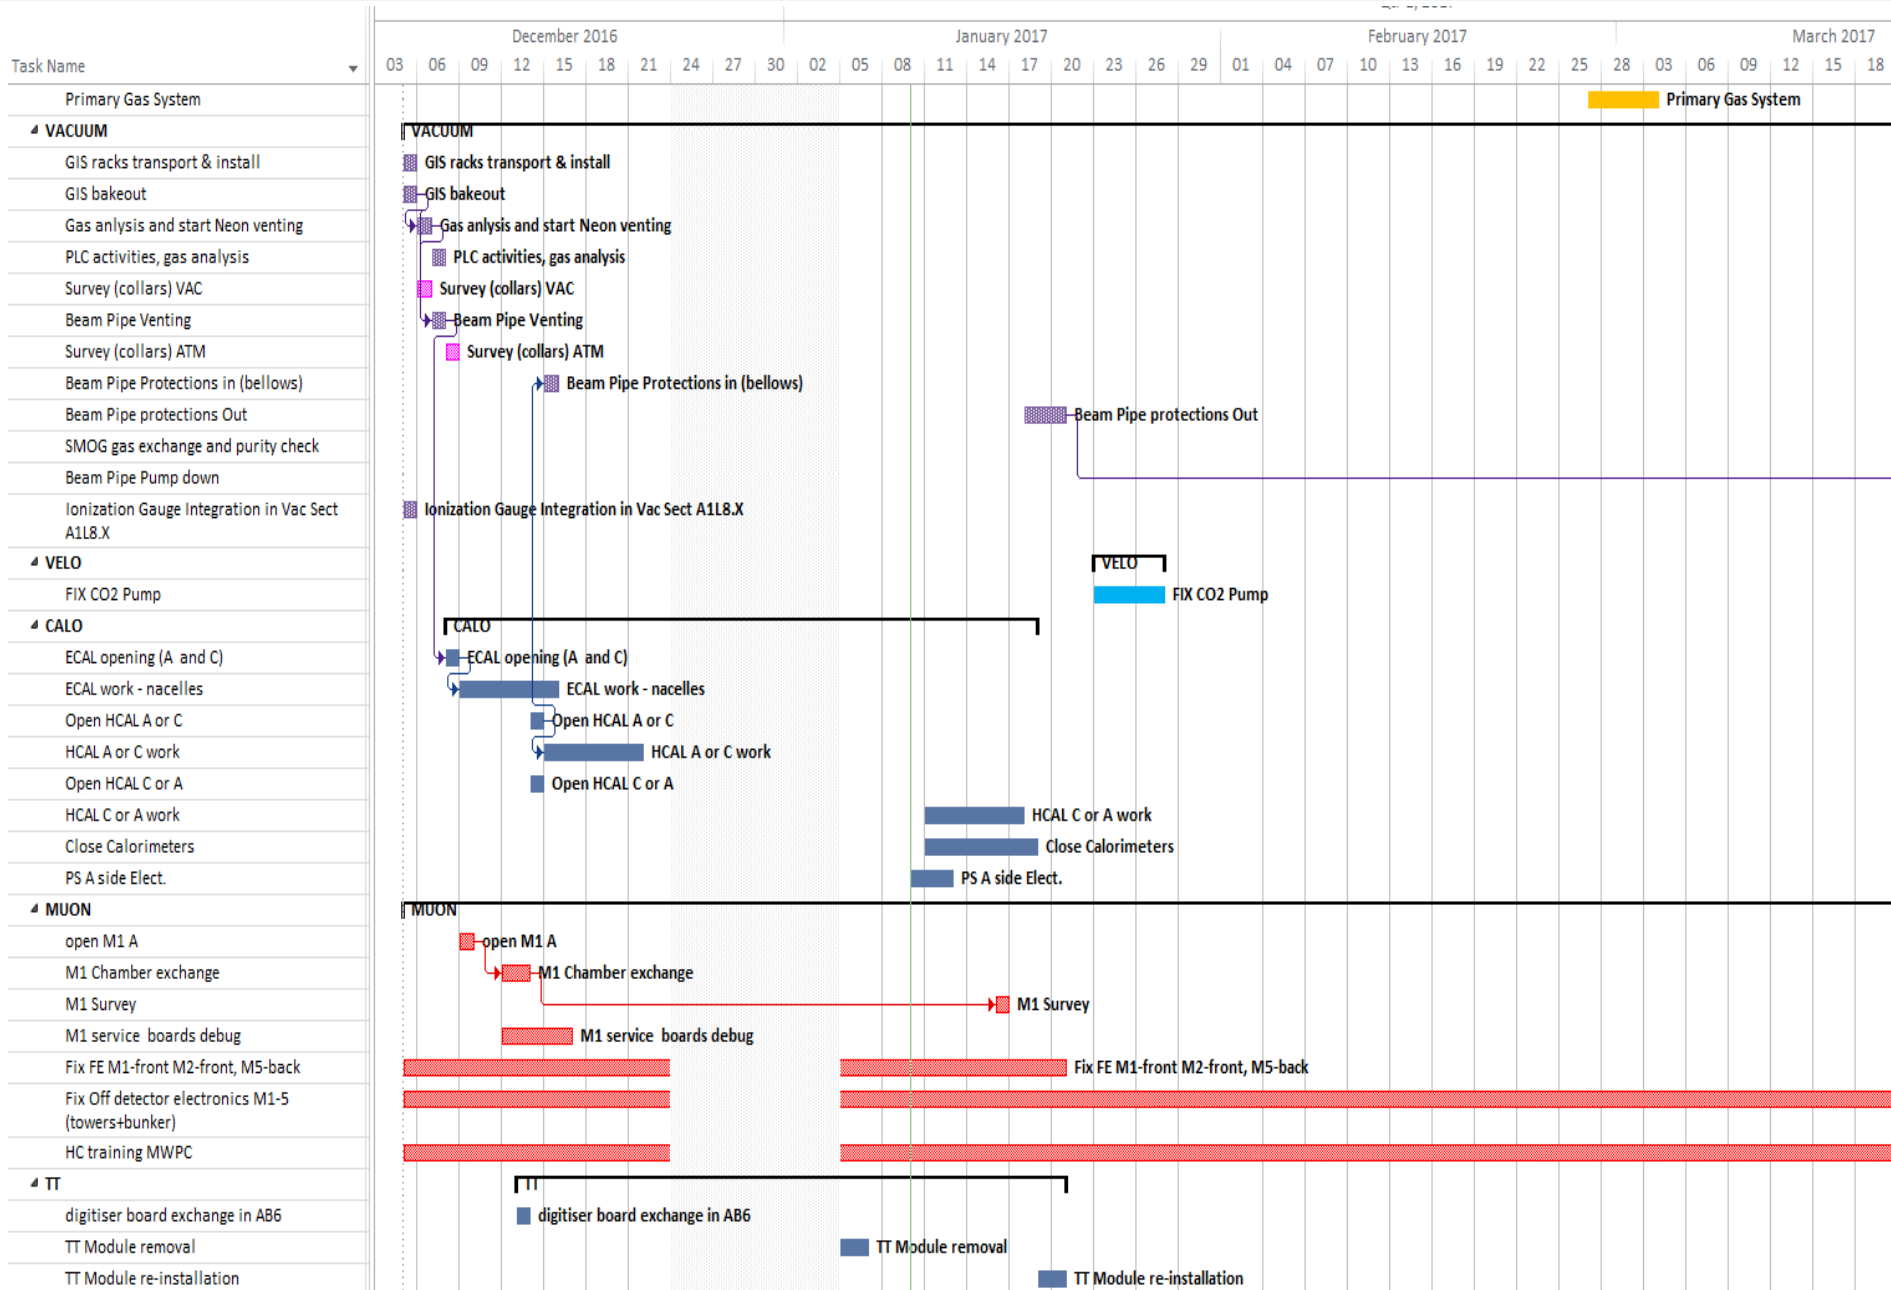 December 2016 January 2017 February 2017 March 2017
Task Name 03 06 09 12 15 18 21 24 27 30 02 05 08 11 14 17 20 23 26 29 01 04 07 10 13 16 19 22 25 28 03 06 09 12 15 18
Primary Gas System Primary Gas System
VACUUM VACUUM
GIS racks transport & install GIS racks transport & install
GIS bakeout GIS bakeout
Gas anlysis and start Neon venting Gas anlysis and start Neon venting
PLC activities, gas analysis PLC activities, gas analysis
Survey (collars) VAC Survey (collars) VAC
Beam Pipe Venting Beam Pipe Venting
Survey (collars) ATM Survey (collars) ATM
Beam Pipe Protections in (bellows) Beam Pipe Protections in (bellows)
Beam Pipe protections Out Beam Pipe protections Out
SMOG gas exchange and purity check
Beam Pipe Pump down
Ionization Gauge Integration in Vac Sect Ionization Gauge Integration in Vac Sect A1L8.X
A1L8.X
VELO VELO
FIX CO2 Pump FIX CO2 Pump
CALO CALO
ECAL opening (A and C) ECAL opening (A and C)
ECAL work - nacelles ECAL work - nacelles
Open HCAL A or C Open HCAL A or C
HCAL A or C work HCAL A or C work
Open HCAL C or A Open HCAL C or A
HCAL C or A work HCAL C or A work
Close Calorimeters Close Calorimeters
PS A side Elect. PS A side Elect.
MUON MUON
open M1 A open M1 A
M1 Chamber exchange M1 Chamber exchange
M1 Survey M1 Survey
M1 service boards debug M1 service boards debug
Fix FE M1-front M2-front, M5-back Fix FE M1-front M2-front, M5-back
Fix Off detector electronics M1-5
(towers+bunker)
HC training MWPC
TT TT
digitiser board exchange in AB6 digitiser board exchange in AB6
TT Module removal TT Module removal
TT Module re-installation TT Module re-installation